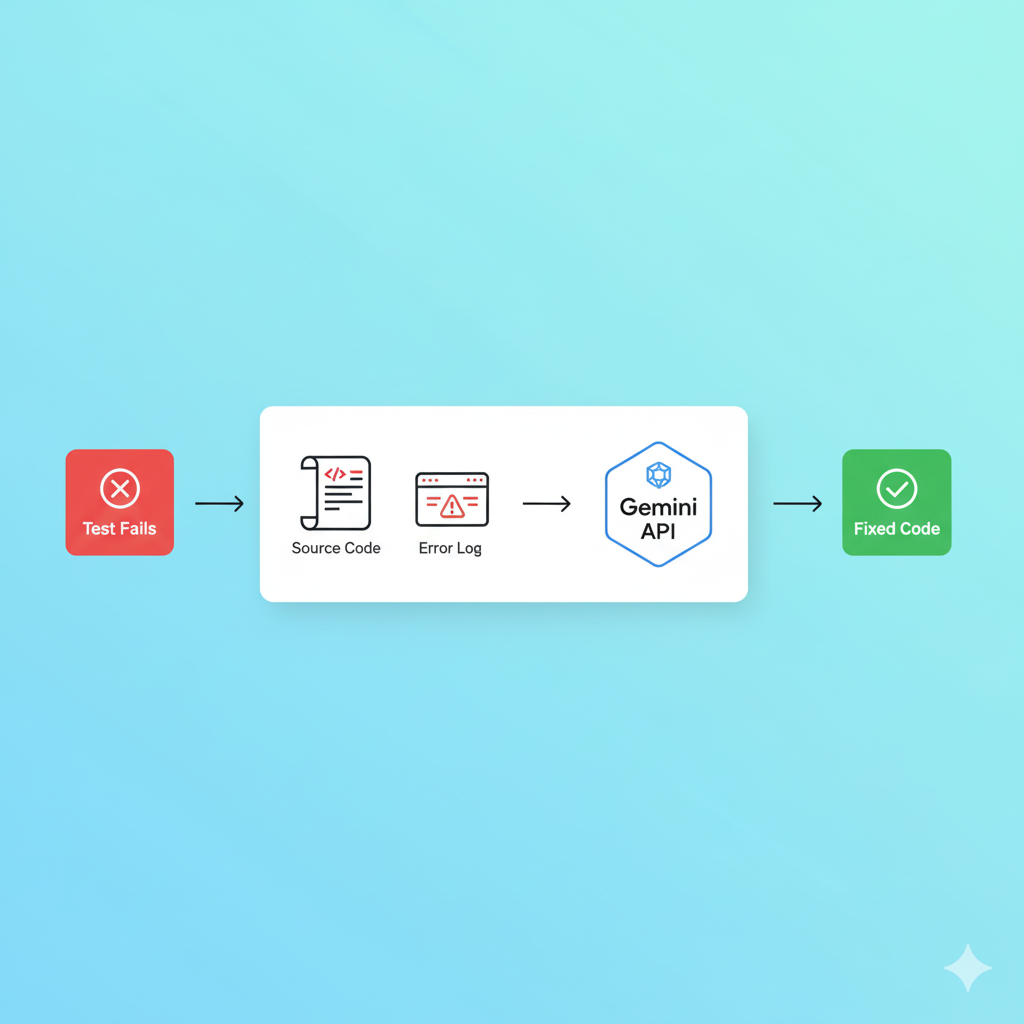 Test Fails
</>
Source Code
Error Log
Gemini
API
Fixed Code